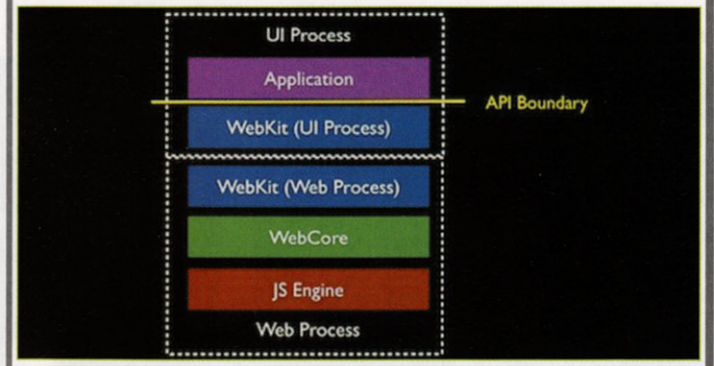 UI Process
Application
API Boundary
WebKit (UI Process)
WebKit (Web Process)
WebCore
JS Engine
Web Process